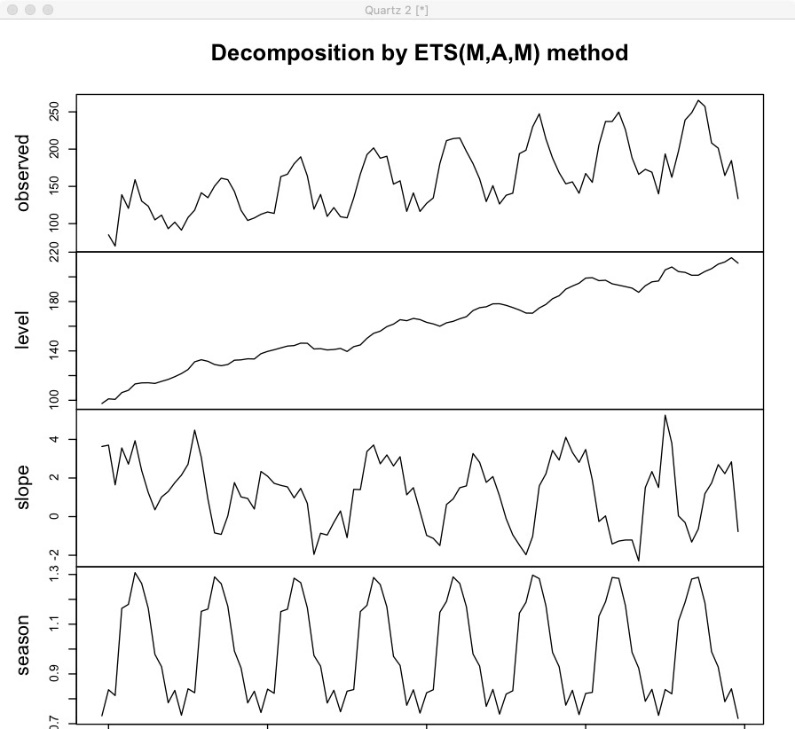 Quartz 2 [*]
Decomposition by ETS(M,A,M) method
observed
250
200
150
100
level
220
180
140
100
slope
4
2
0
-2
season
1.3
1.1
0.9
0.7